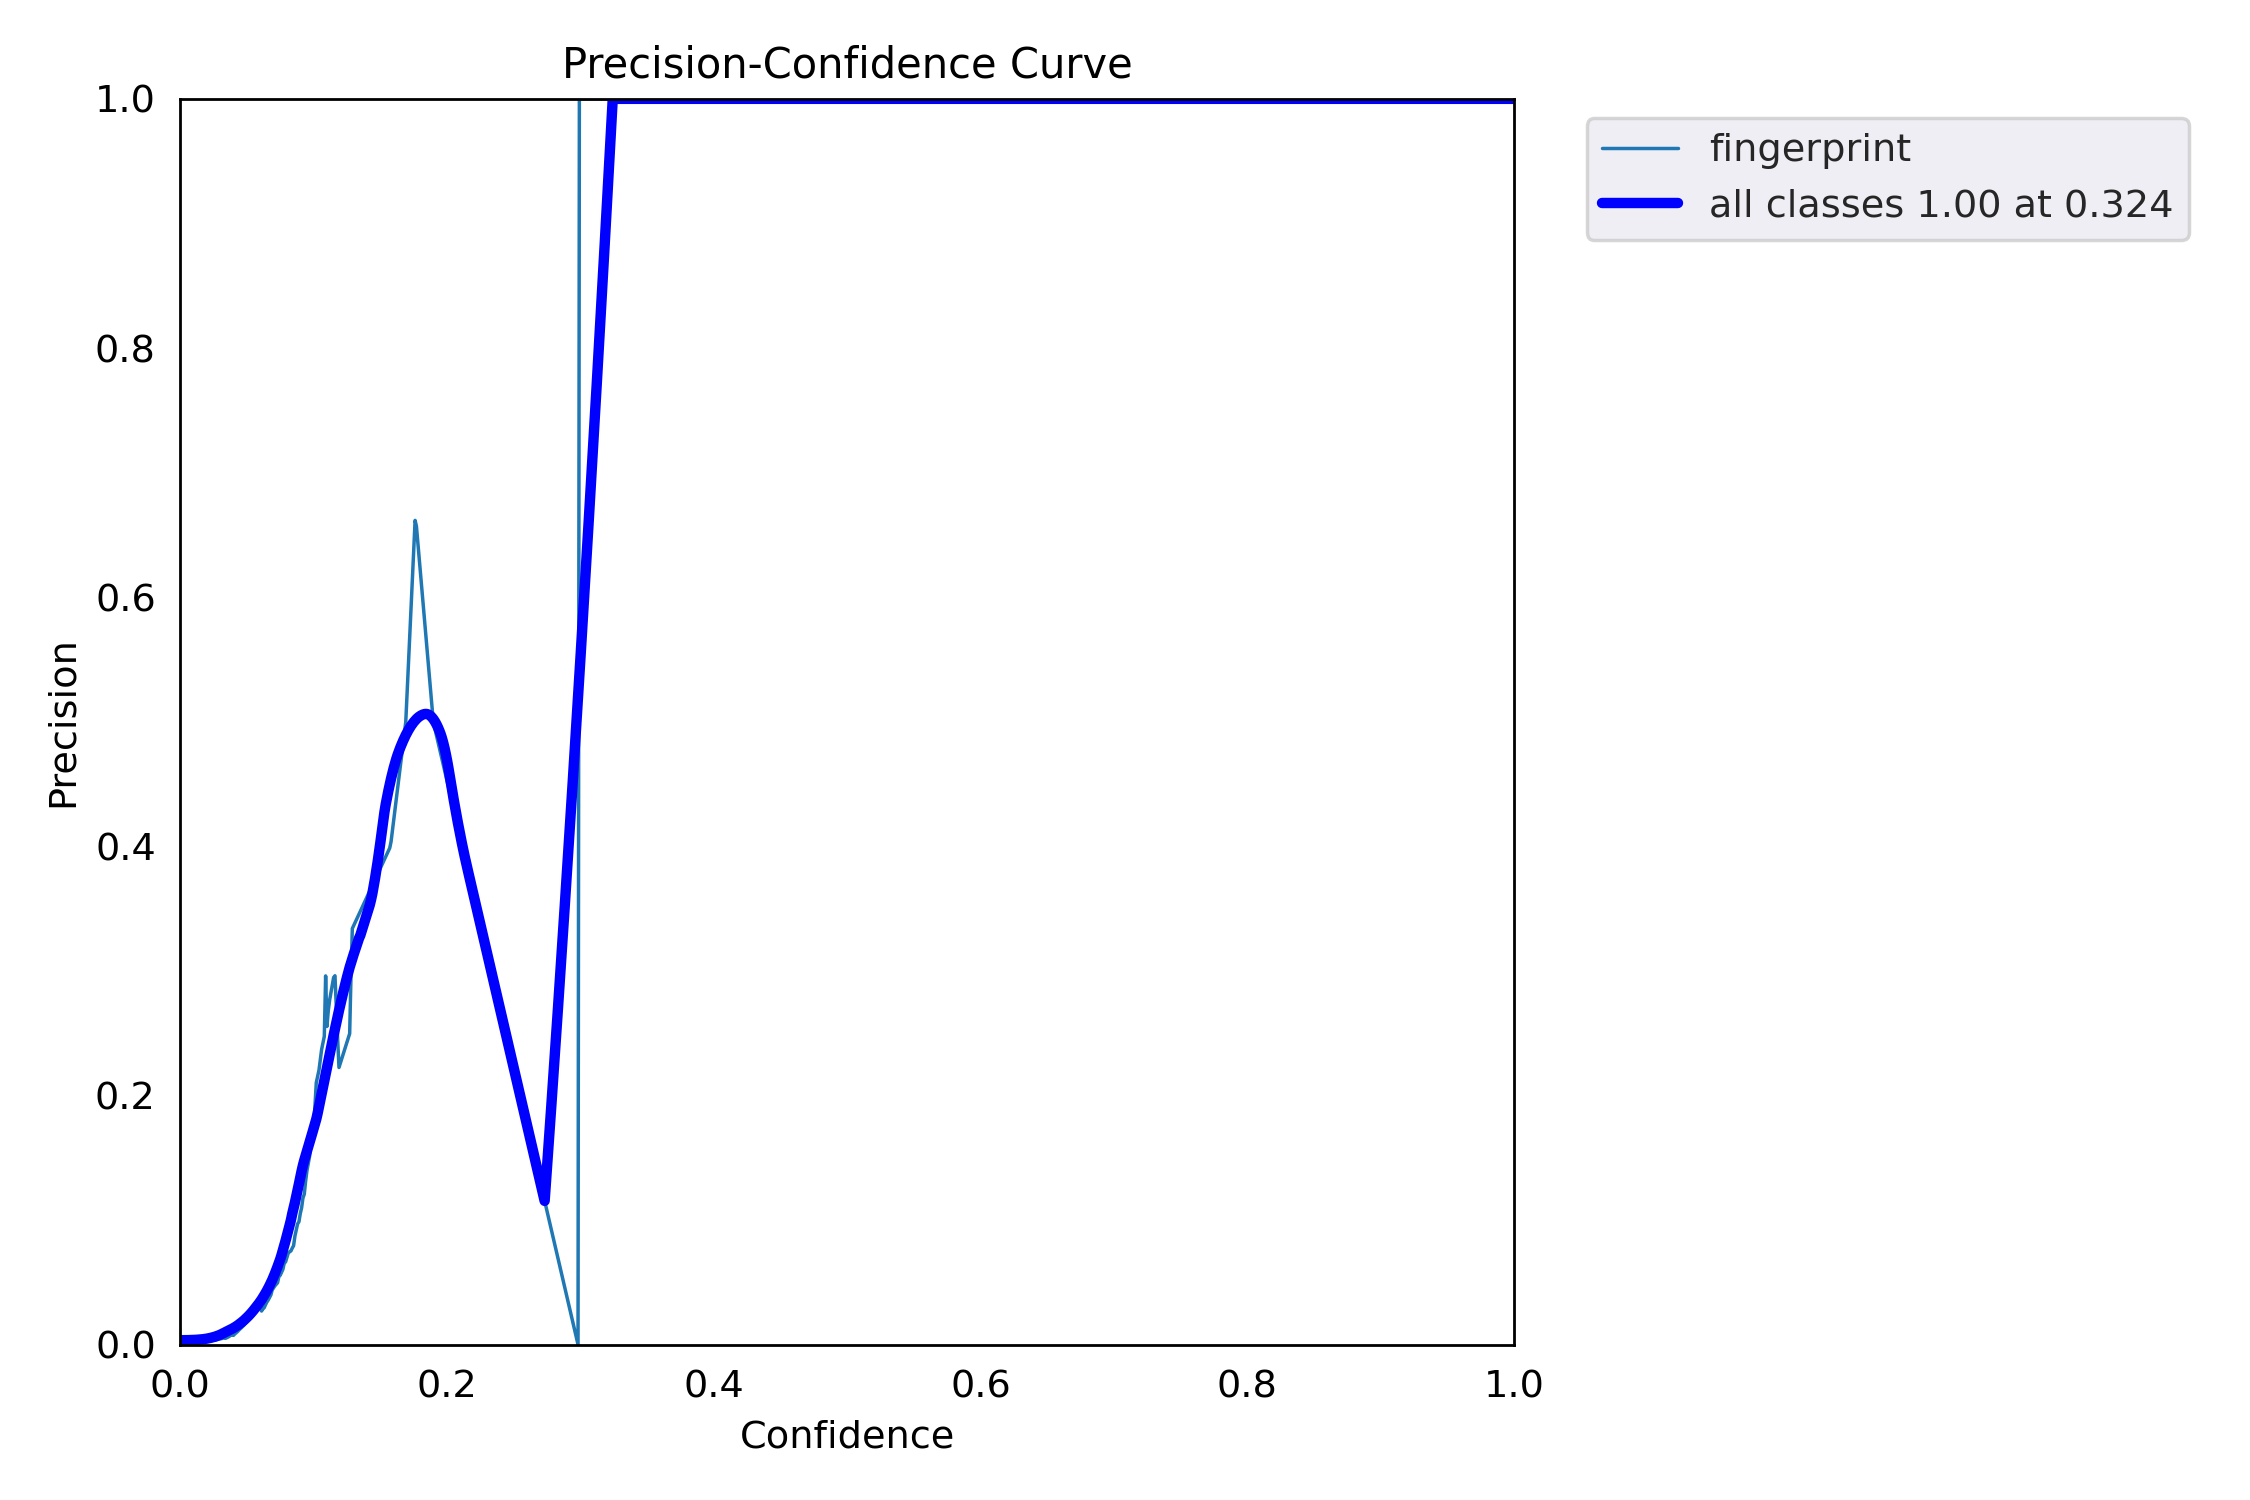 Precision-Confidence Curve
1.0
0.8
0.6
0.4
0.2
0.0
Precision
0.0 0.2 0.4 0.6 0.8 1.0
Confidence
fingerprint
all classes 1.00 at 0.324